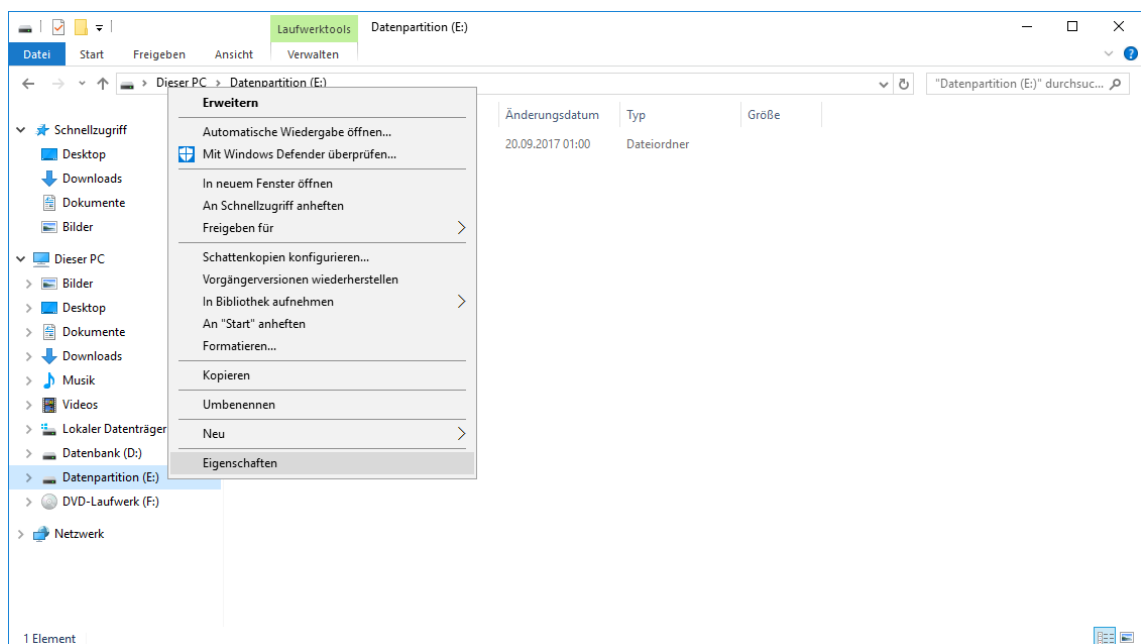 Laufwerktools
Datenpartition (E:)
Datei
Start
Freigeben
Ansicht
Verwalten
Dieser PC
Datenpartition (E:)
"Datenpartition (E:)" durchsuc...
Änderungsdatum
Typ
Größe
20.09.2017 01:00
Dateiordner
Schnellzugriff
Desktop
Downloads
Dokumente
Bilder
Dieser PC
Bilder
Desktop
Dokumente
Downloads
Musik
Videos
Lokaler Datenträger
Datenbank (D:)
Datenpartition (E:)
DVD-Laufwerk (F:)
Netzwerk
Erweitern
Automatische Wiedergabe öffnen...
Mit Windows Defender überprüfen...
In neuem Fenster öffnen
An Schnellzugriff anheften
Freigeben für
Schattenkopien konfigurieren...
Vorgängerversionen wiederherstellen
In Bibliothek aufnehmen
An "Start" anheften
Formatieren...
Kopieren
Umbenennen
Neu
Eigenschaften
1 Element